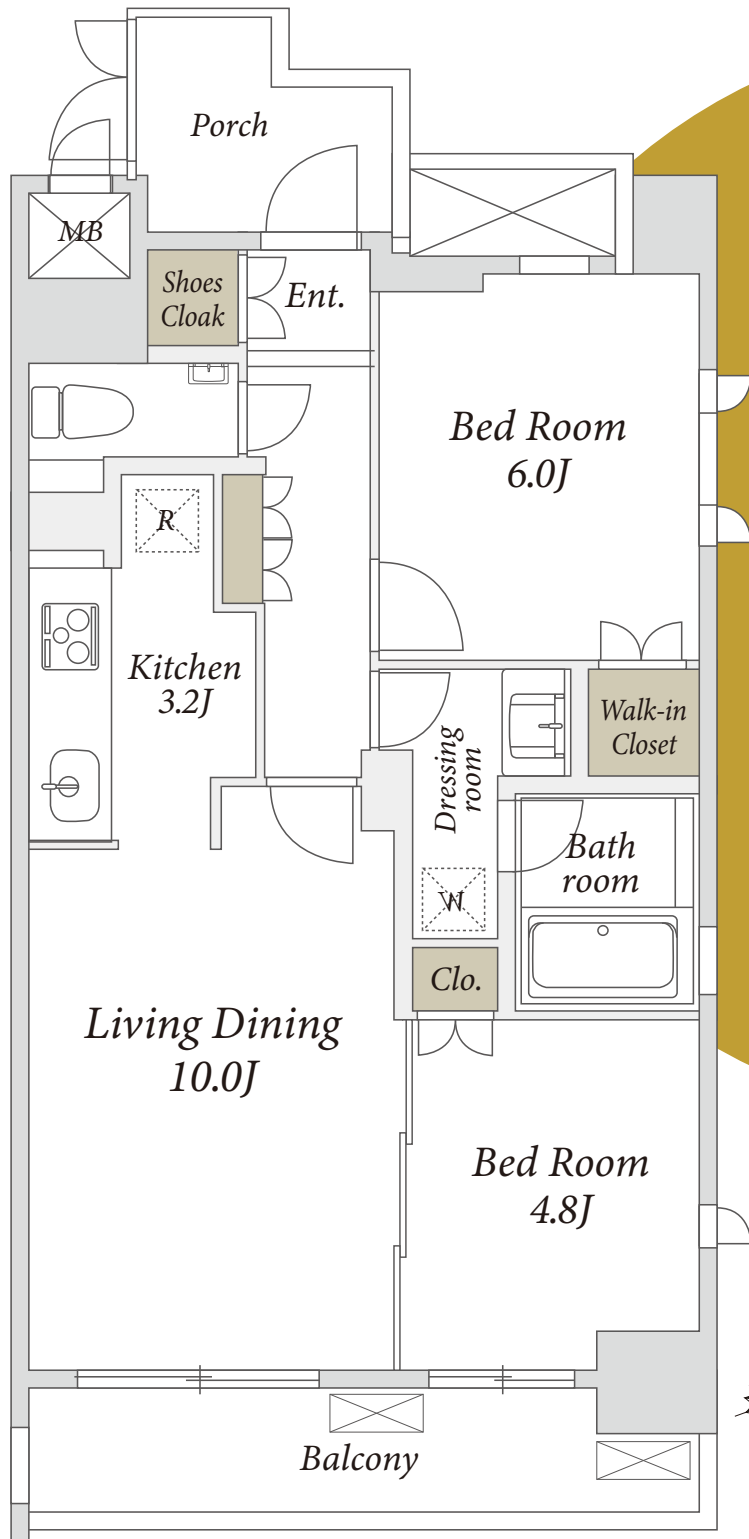 Porch
MB
Shoes
Cloak
Ent.
Bed Room
6.0J
R
Kitchen
3.2J
Walk-in
Closet
Dressing
room
Bath
room
W
Clo.
Living Dining
10.0J
Bed Room
4.8J
Balcony